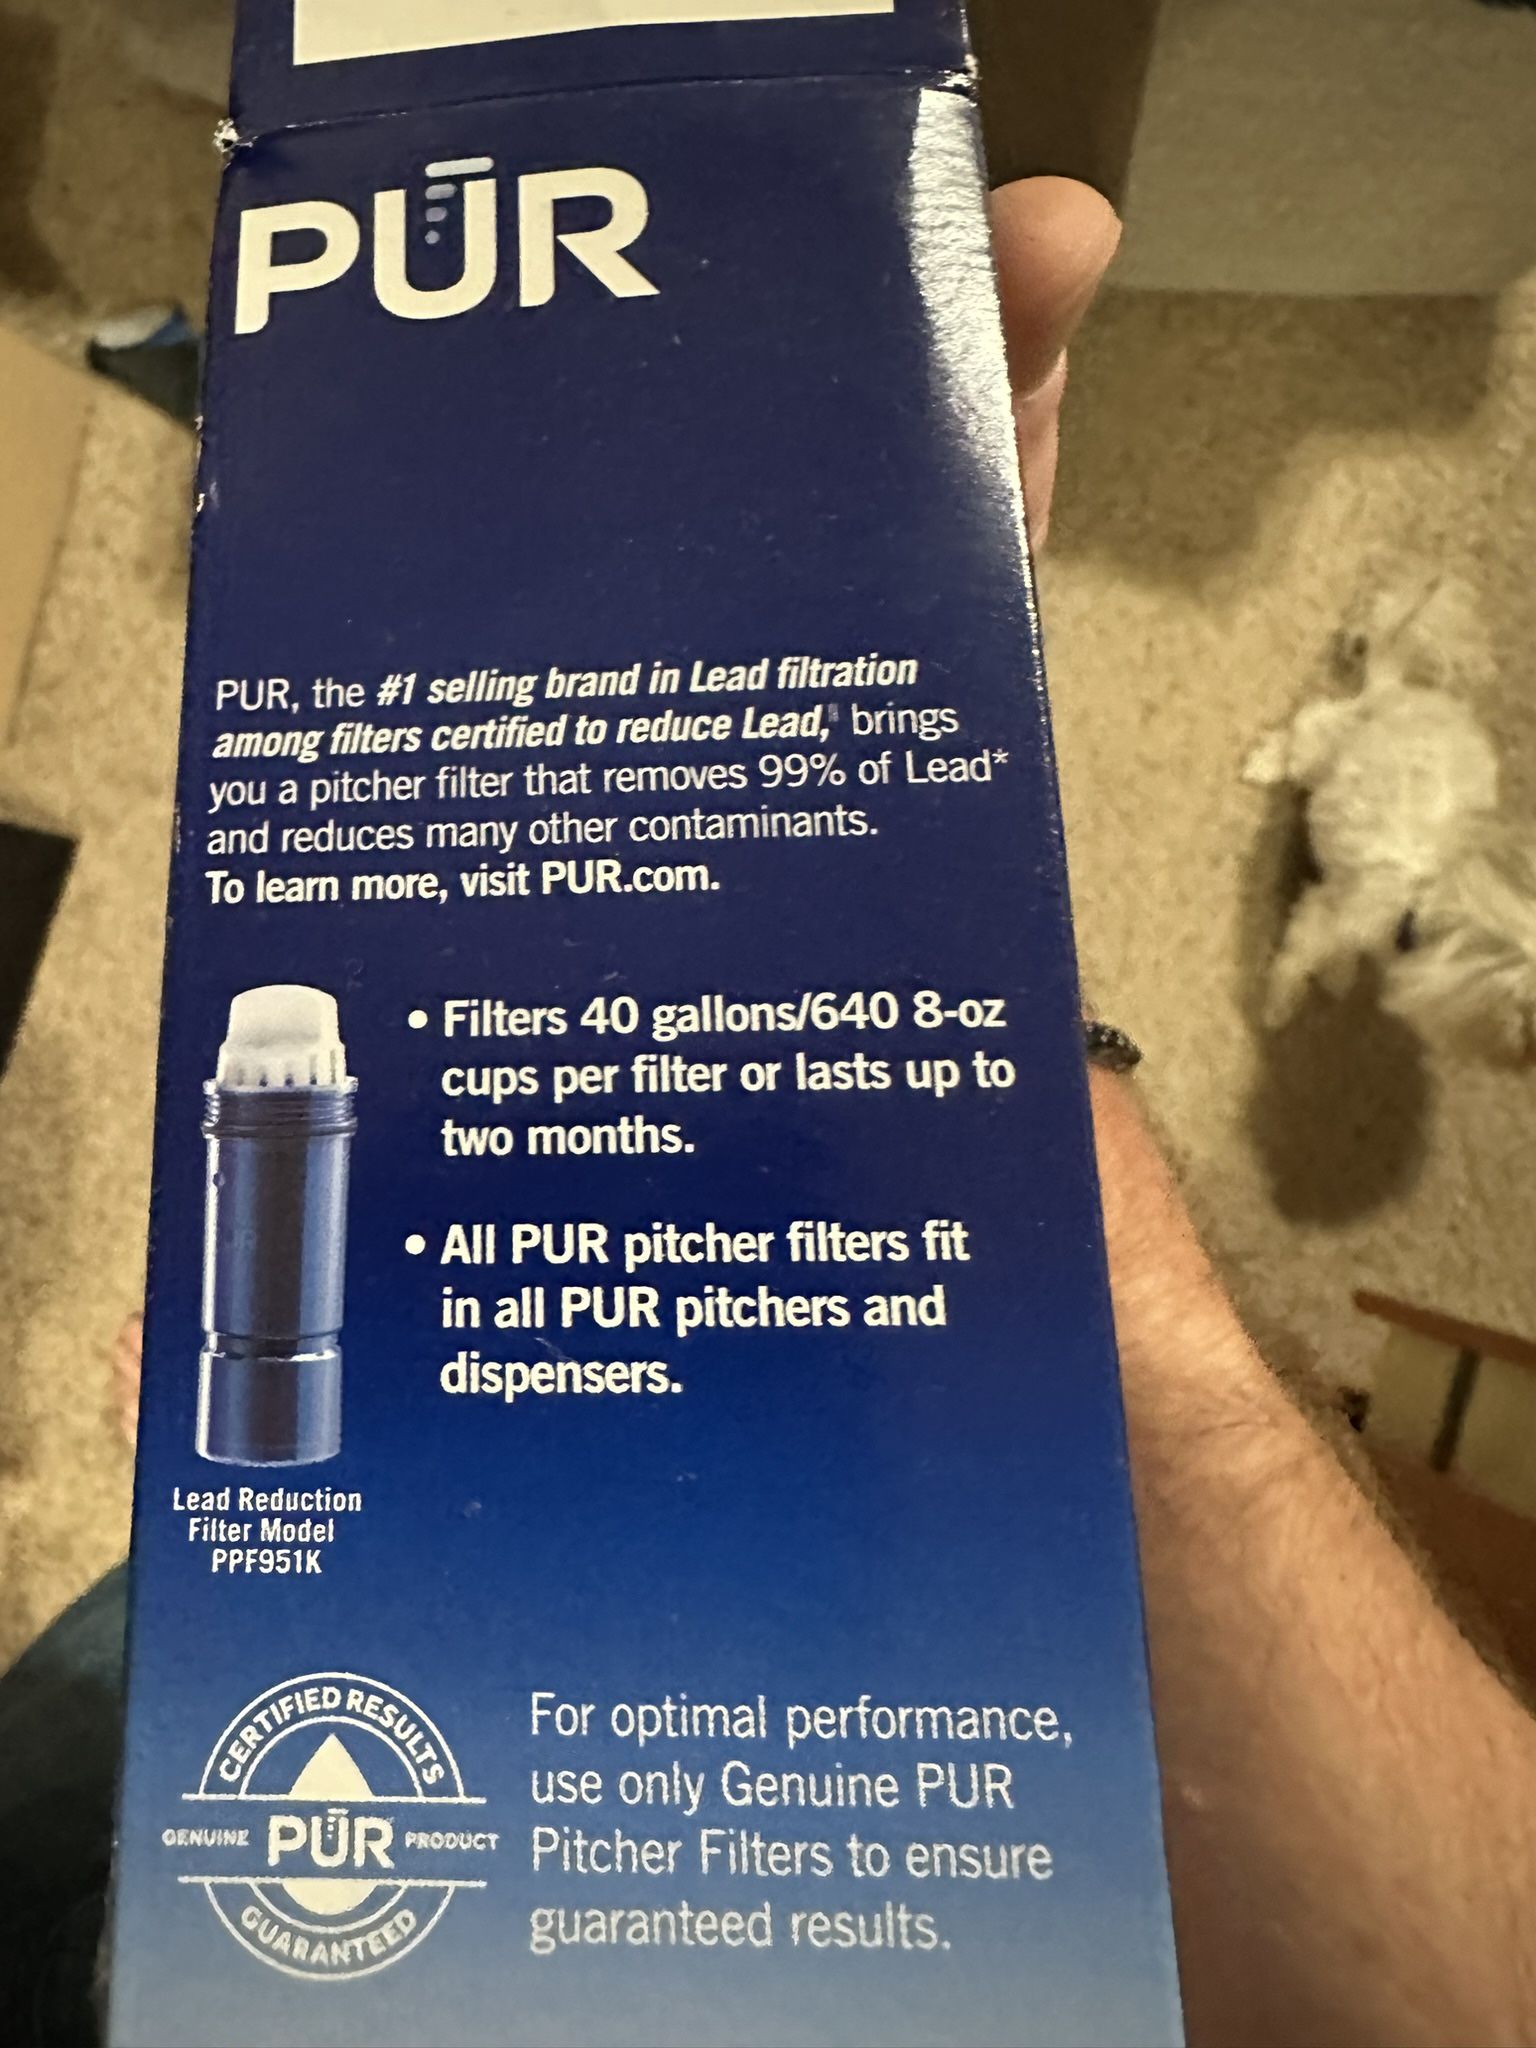 PUR
PUR, the #1 selling brand in Lead filtration
among filters certified to reduce Lead,‖ brings
you a pitcher filter that removes 99% of Lead*
and reduces many other contaminants.
To learn more, visit PUR.com.
• Filters 40 gallons/640 8-oz
cups per filter or lasts up to
two months.
• All PUR pitcher filters fit
in all PUR pitchers and
dispensers.
Lead Reduction
Filter Model
PPF951K
CERTIFIED RESULTS
GENUINE PUR PRODUCT
GUARANTEED
For optimal performance,
use only Genuine PUR
Pitcher Filters to ensure
guaranteed results.